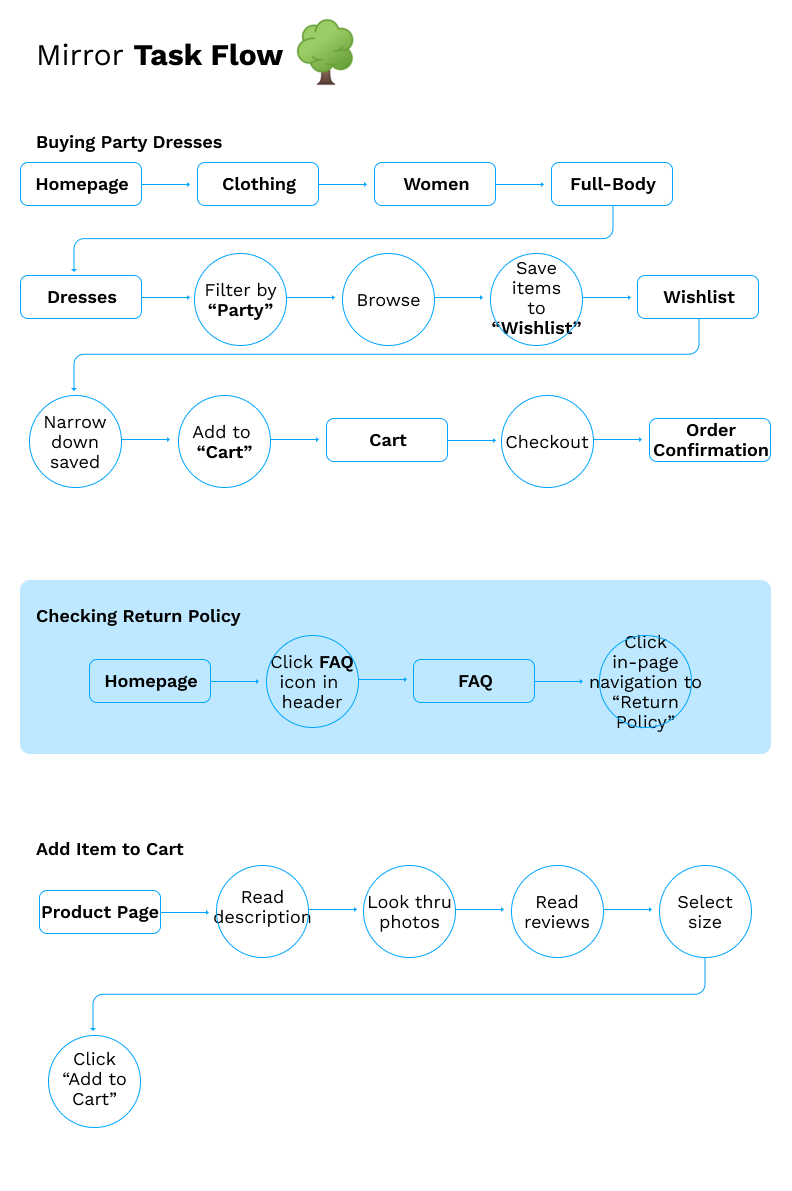 Mirror Task Flow
Buying Party Dresses
Homepage
Clothing
Women
Full-Body
Dresses
Filter by
“Party”
Browse
Save
items
to
“Wishlist”
Wishlist
Narrow
down
saved
Add to
“Cart”
Cart
Checkout
Order
Confirmation
Checking Return Policy
Homepage
Click FAQ
icon in
header
FAQ
Click
in-page
navigation to
“Return
Policy”
Add Item to Cart
Product Page
Read
description
Look thru
photos
Read
reviews
Select
size
Click
“Add to
Cart”